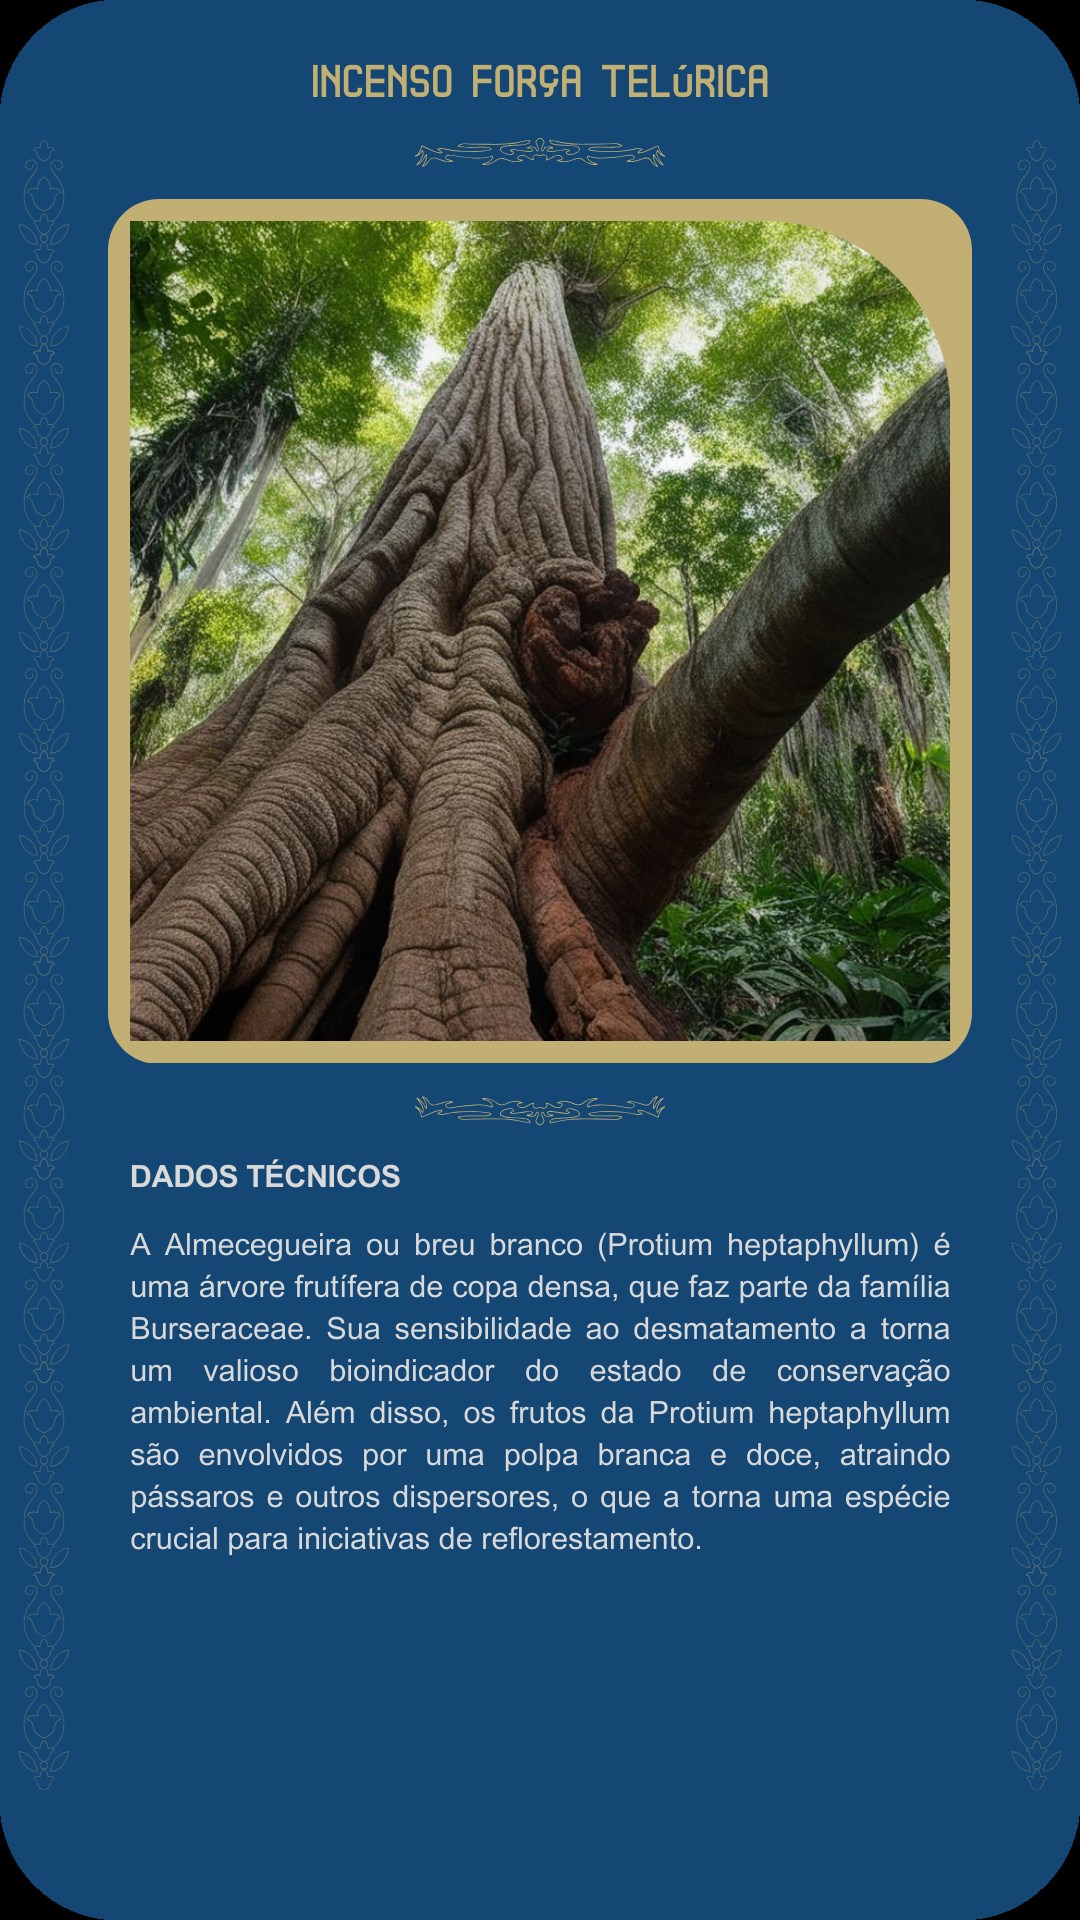 INCENSO FORÇA TELÚRICA
DADOS TÉCNICOS
A Almecegueira ou breu branco (Protium heptaphyllum) é
uma árvore frutífera de copa densa, que faz parte da família
Burseraceae. Sua sensibilidade ao desmatamento a torna
um valioso bioindicador do estado de conservação
ambiental. Além disso, os frutos da Protium heptaphyllum
são envolvidos por uma polpa branca e doce, atraindo
pássaros e outros dispersores, o que a torna uma espécie
crucial para iniciativas de reflorestamento.